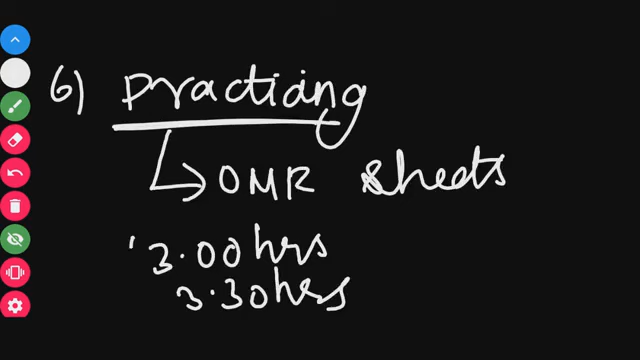 6) Practicing
OMR sheets
3.00 hrs
3.30 hrs